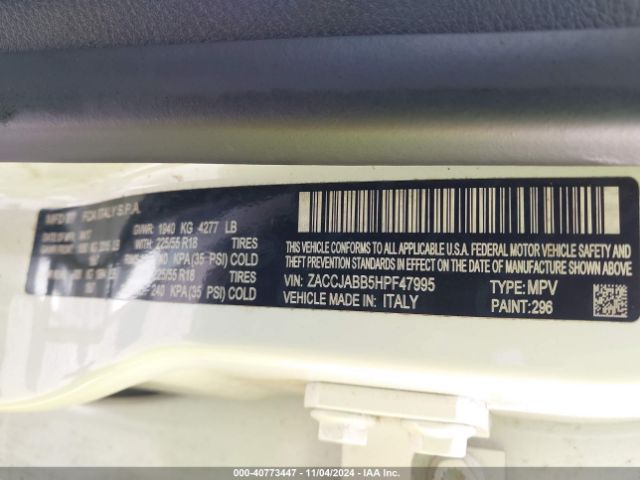 MFD BY FCA ITALY S.P.A.
GVWR: 1940 KG 4277 LB
WITH: 225/55 R18 TIRES
240 KPA (35 PSI) COLD
225/55 R18 TIRES
240 KPA (35 PSI) COLD
THIS VEHICLE CONFORMS TO ALL APPLICABLE U.S.A. FEDERAL MOTOR VEHICLE SAFETY
AND THEFT PREVENTION STANDARDS IN EFFECT ON THE DATE OF MANUFACTURE SHOWN ABOVE.
VIN: ZACCJABB5HPF47995 TYPE: MPV
VEHICLE MADE IN: ITALY PAINT: 296
000-40773447 - 11/04/2024 - IAA Inc.